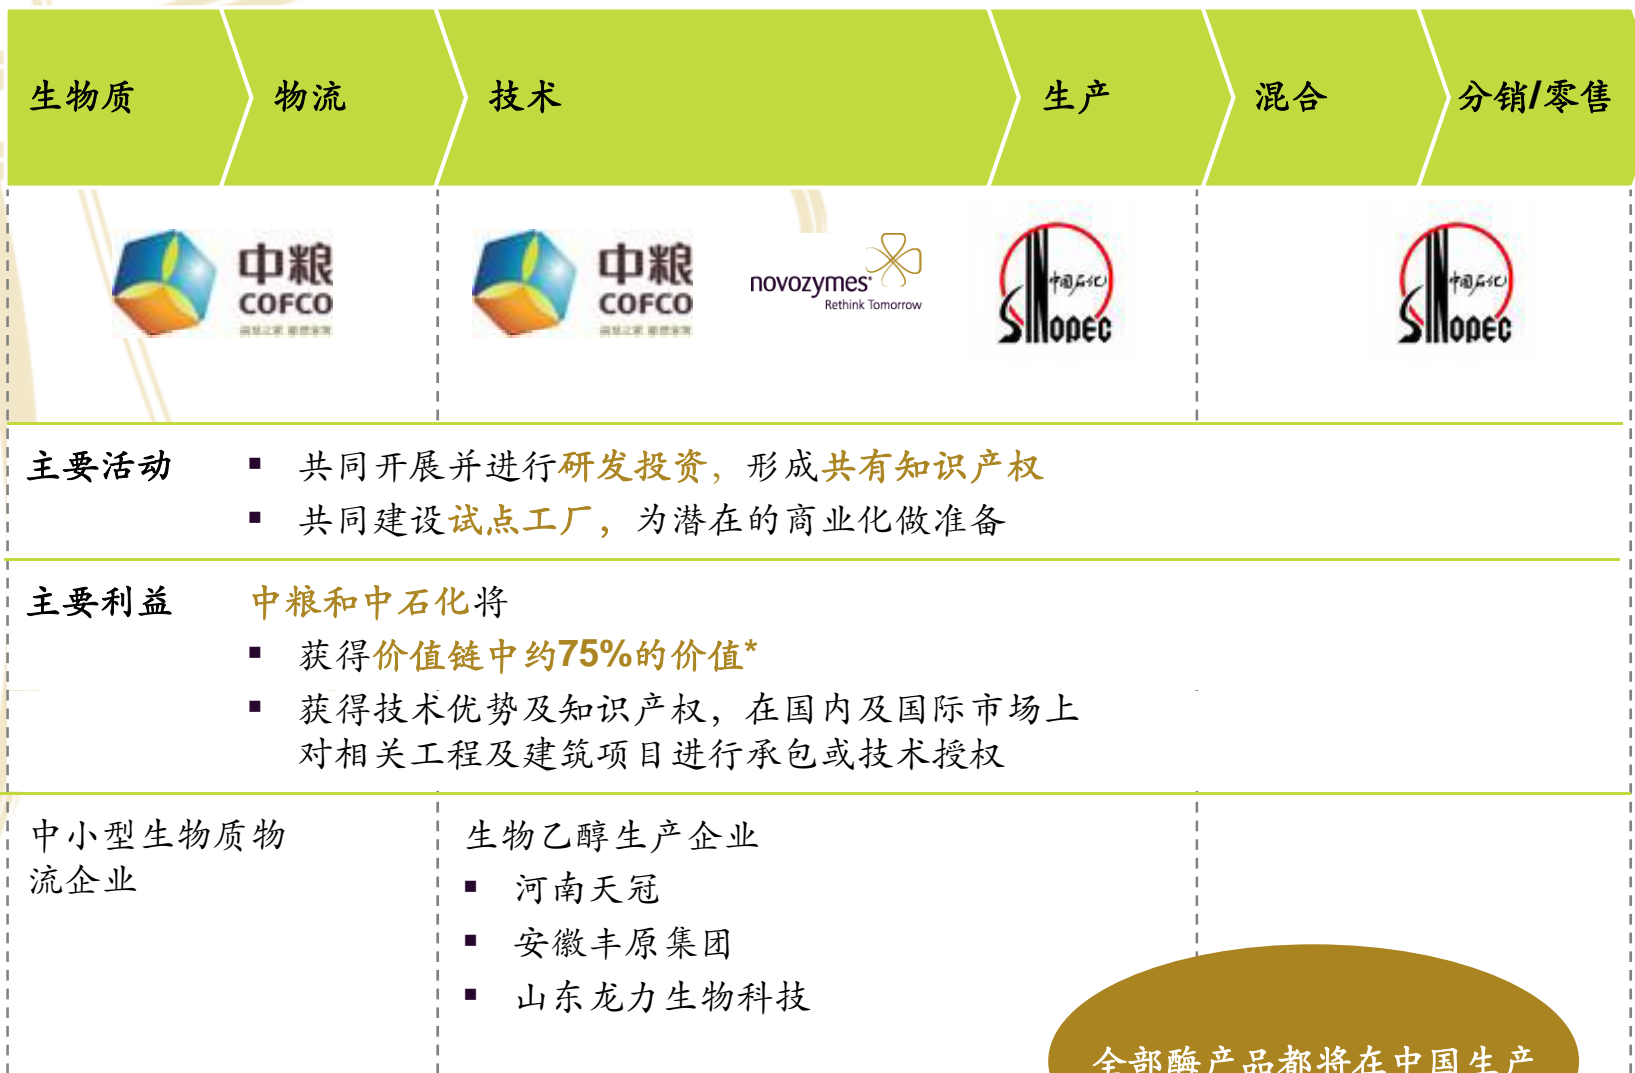 生物质
物流
技术
生产
混合
分销/零售
中粮
COFCO
中粮
COFCO
novozymes
Rethink Tomorrow
中国石化
SINOPEC
中国石化
SINOPEC
主要活动
▪ 共同开展并进行研发投资，形成共有知识产权
▪ 共同建设试点工厂，为潜在的商业化做准备
主要利益
中粮和中石化将
▪ 获得价值链中约75%的价值*
▪ 获得技术优势及知识产权，在国内及国际市场上
对相关工程及建筑项目进行承包或技术授权
中小型生物质物
流企业
生物乙醇生产企业
▪ 河南天冠
▪ 安徽丰原集团
▪ 山东龙力生物科技
全部酶产品都将在中国生产